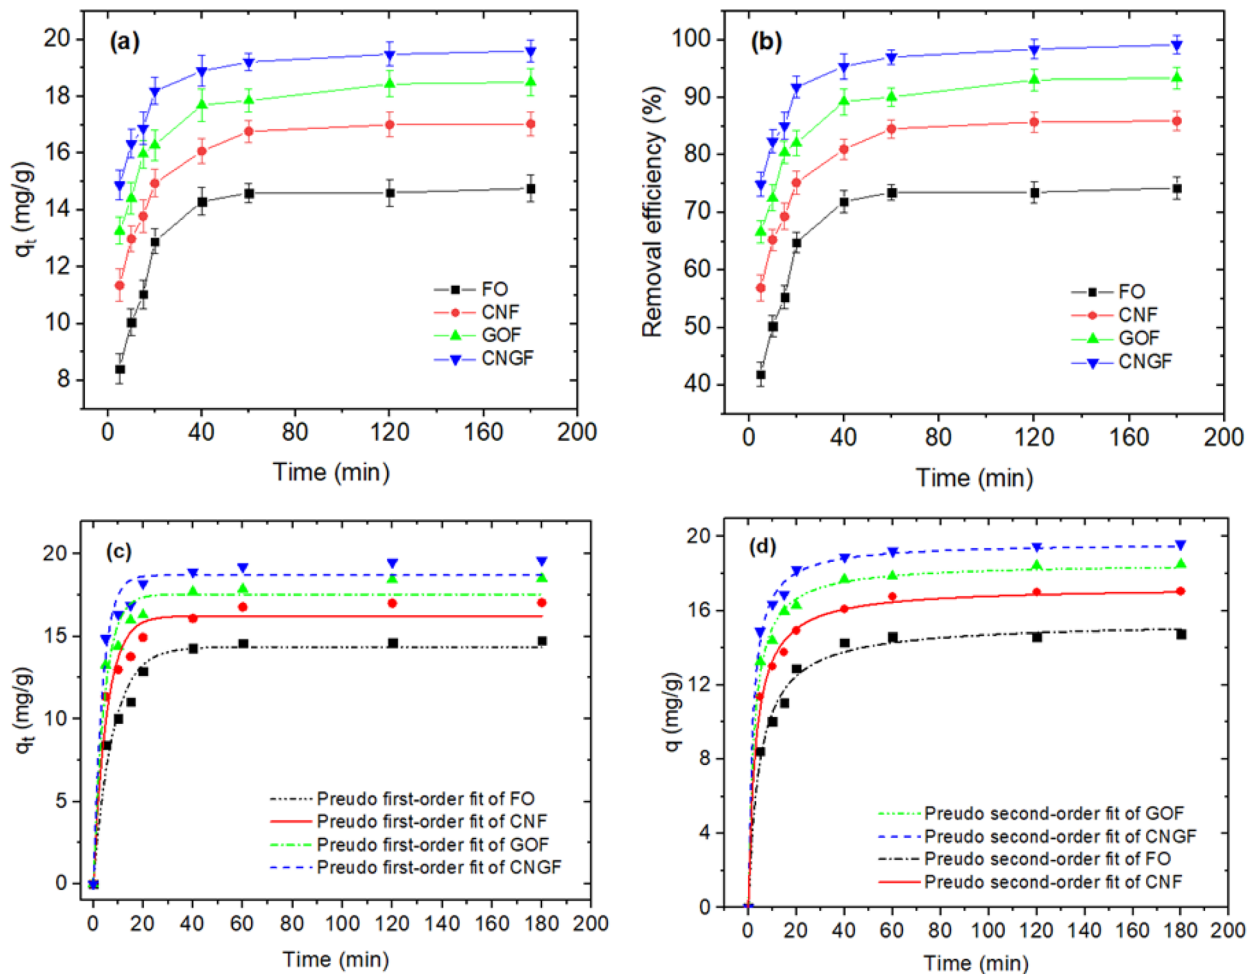 (a)
20
18
16
14
12
10
8
qt (mg/g)
FO
CNF
GOF
CNGF
0 40 80 120 160 200
Time (min)
(b)
100
90
80
70
60
50
40
Removal efficiency (%)
FO
CNF
GOF
CNGF
0 40 80 120 160 200
Time (min)
(c)
20
15
10
5
0
qt (mg/g)
Preudo first-order fit of FO
Preudo first-order fit of CNF
Preudo first-order fit of GOF
Preudo first-order fit of CNGF
0 20 40 60 80 100 120 140 160 180 200
Time (min)
(d)
20
16
12
8
4
0
q (mg/g)
Preudo second-order fit of GOF
Preudo second-order fit of CNGF
Preudo second-order fit of FO
Preudo second-order fit of CNF
0 20 40 60 80 100 120 140 160 180 200
Time (min)